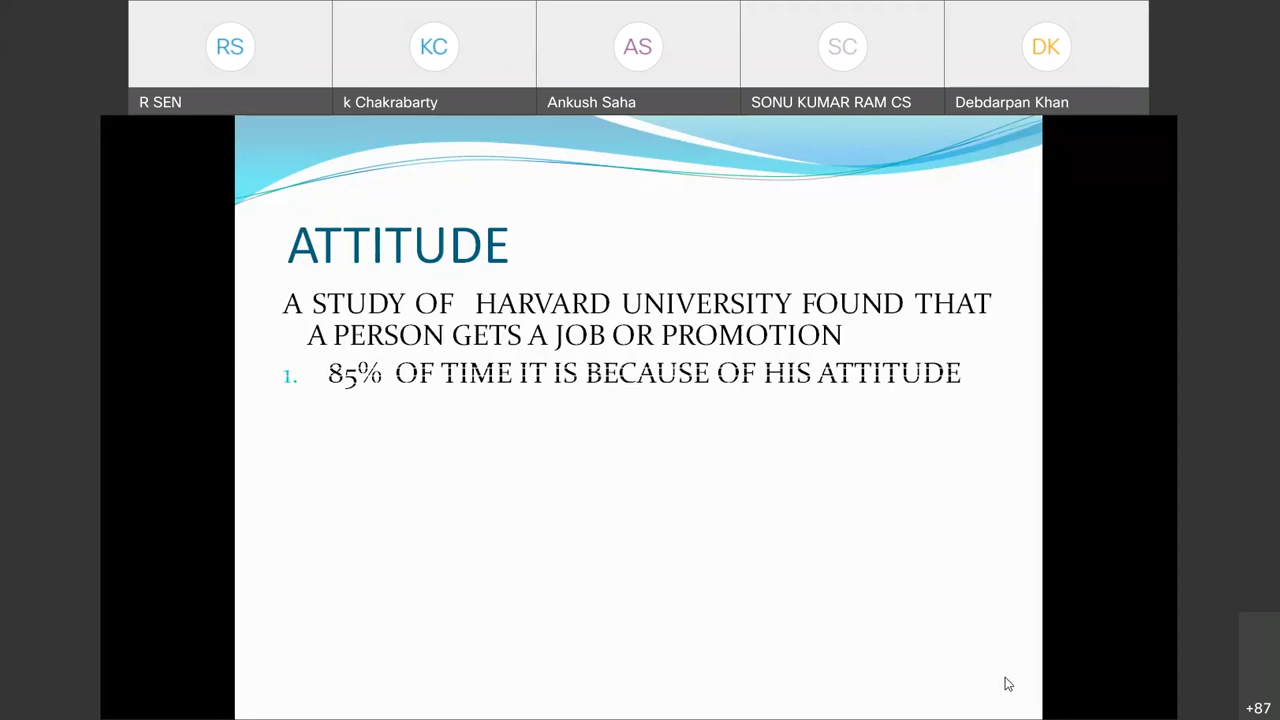 RS KC AS SC DK
R SEN k Chakrabarty Ankush Saha SONU KUMAR RAM CS Debdarpan Khan
ATTITUDE
A STUDY OF HARVARD UNIVERSITY FOUND THAT
A PERSON GETS A JOB OR PROMOTION
1. 85% OF TIME IT IS BECAUSE OF HIS ATTITUDE
+87